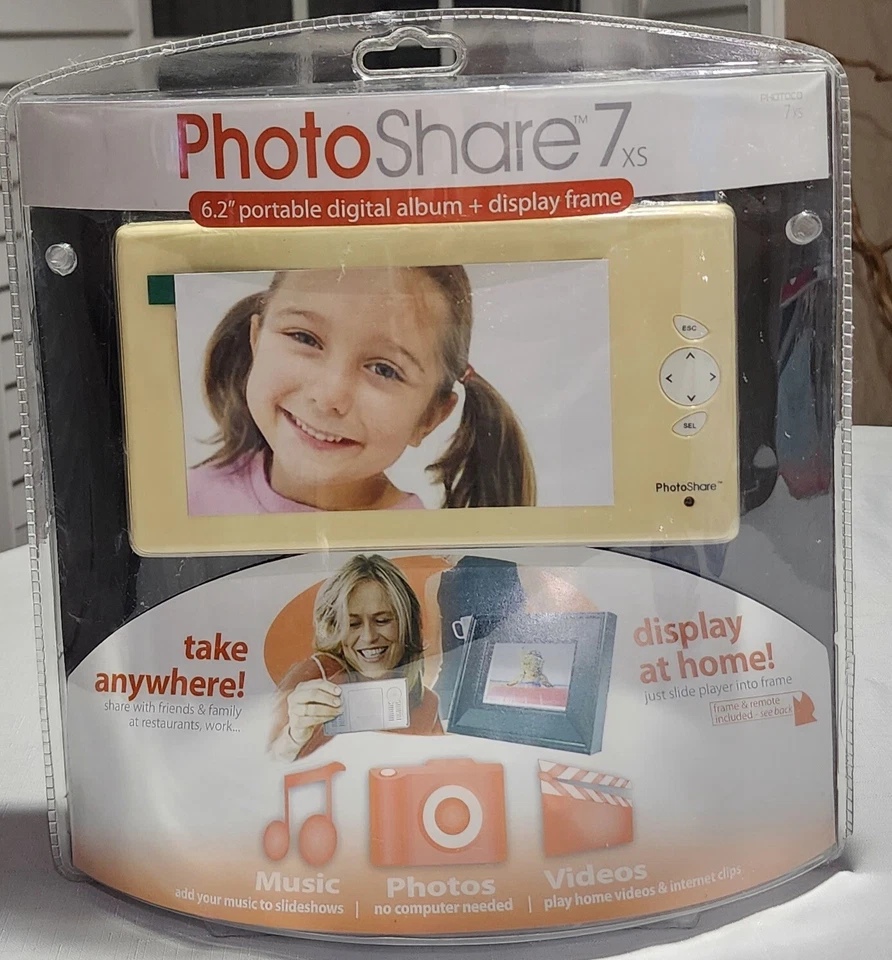 PHOTOCO
7xs
PhotoShare™ 7xs
6.2" portable digital album + display frame
ESC
SEL
PhotoShare™
take
anywhere!
share with friends & family
at restaurants, work...
display
at home!
just slide player into frame
frame & remote
included - see back
Music
add your music to slideshows
Photos
no computer needed
Videos
play home videos & internet clips